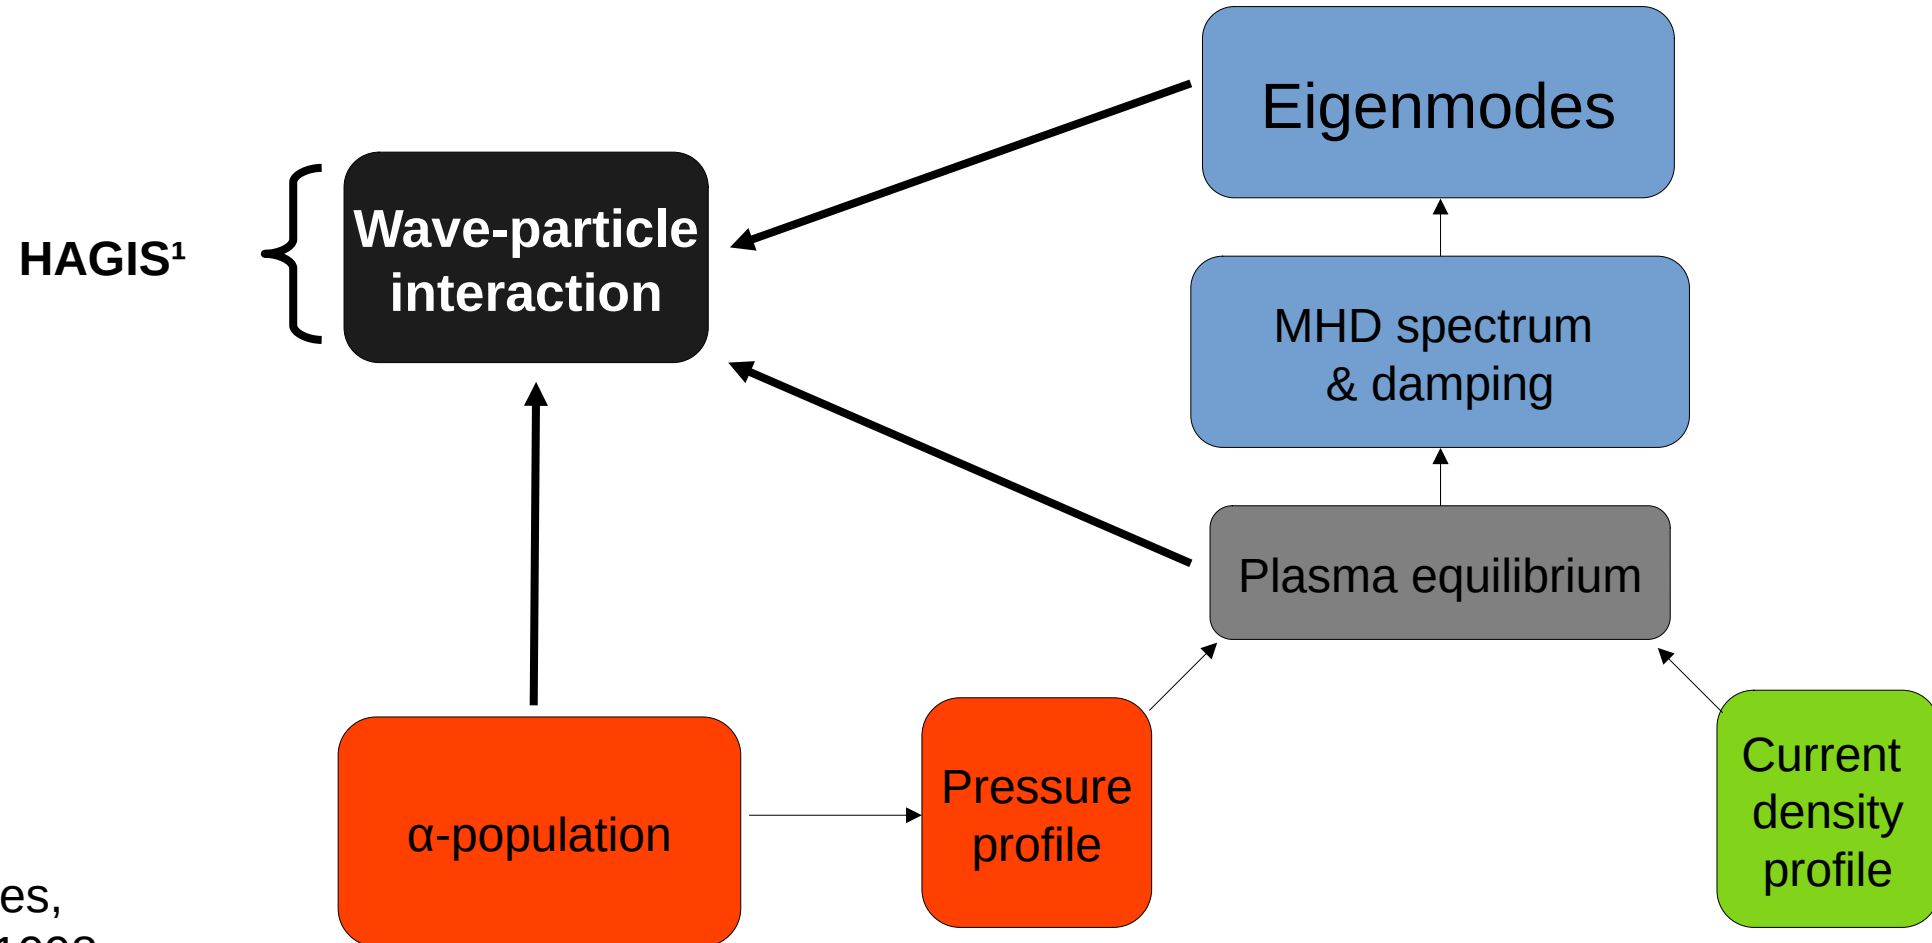 Eigenmodes
Wave-particle
interaction
HAGIS¹
MHD spectrum
& damping
Plasma equilibrium
Pressure
profile
Current
density
profile
α-population
es,